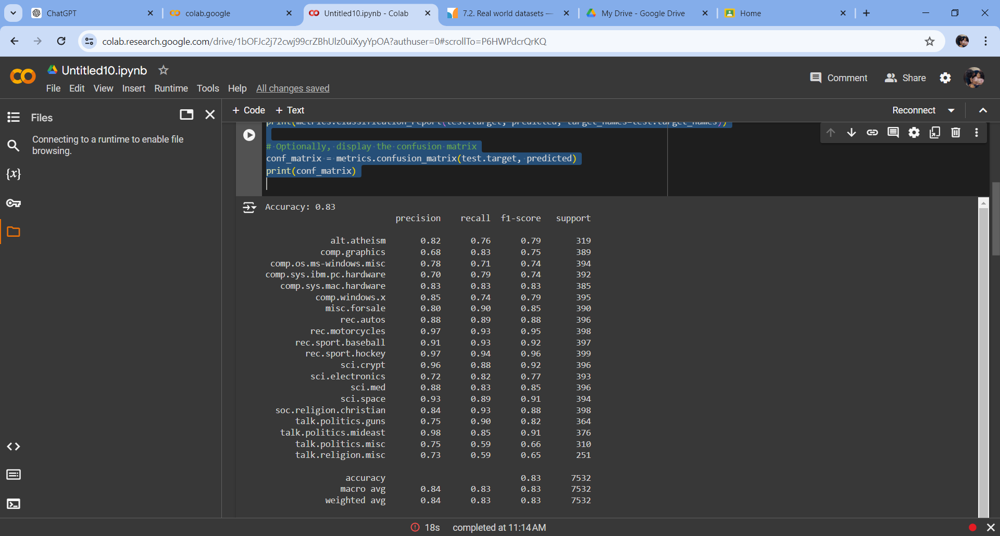 ChatGPT
colab.google
Untitled10.ipynb - Colab
7.2. Real world datasets —
My Drive - Google Drive
Home
colab.research.google.com/drive/1bOFJc2j72cwj99crZBhUlz0uiXyyYpOA?authuser=0#scrollTo=P6HWPdcrQrKQ
Untitled10.ipynb
File Edit View Insert Runtime Tools Help All changes saved
Comment
Share
Files
Connecting to a runtime to enable file
browsing.
+ Code + Text
Reconnect
print(metrics.classification_report(test.target, predicted, target_names=test.target_names))
# Optionally, display the confusion matrix
conf_matrix = metrics.confusion_matrix(test.target, predicted)
print(conf_matrix)
Accuracy: 0.83
precision recall f1-score support
alt.atheism 0.82 0.76 0.79 319
comp.graphics 0.68 0.83 0.75 389
comp.os.ms-windows.misc 0.78 0.71 0.74 394
comp.sys.ibm.pc.hardware 0.70 0.79 0.74 392
comp.sys.mac.hardware 0.83 0.83 0.83 385
comp.windows.x 0.85 0.74 0.79 395
misc.forsale 0.80 0.90 0.85 390
rec.autos 0.88 0.89 0.88 396
rec.motorcycles 0.97 0.93 0.95 398
rec.sport.baseball 0.91 0.93 0.92 397
rec.sport.hockey 0.97 0.94 0.96 399
sci.crypt 0.96 0.88 0.92 396
sci.electronics 0.72 0.82 0.77 393
sci.med 0.88 0.83 0.85 396
sci.space 0.93 0.89 0.91 394
soc.religion.christian 0.84 0.93 0.88 398
talk.politics.guns 0.75 0.90 0.82 364
talk.politics.mideast 0.98 0.85 0.91 376
talk.politics.misc 0.75 0.59 0.66 310
talk.religion.misc 0.73 0.59 0.65 251
accuracy 0.83 7532
macro avg 0.84 0.83 0.83 7532
weighted avg 0.84 0.83 0.83 7532
18s completed at 11:14 AM